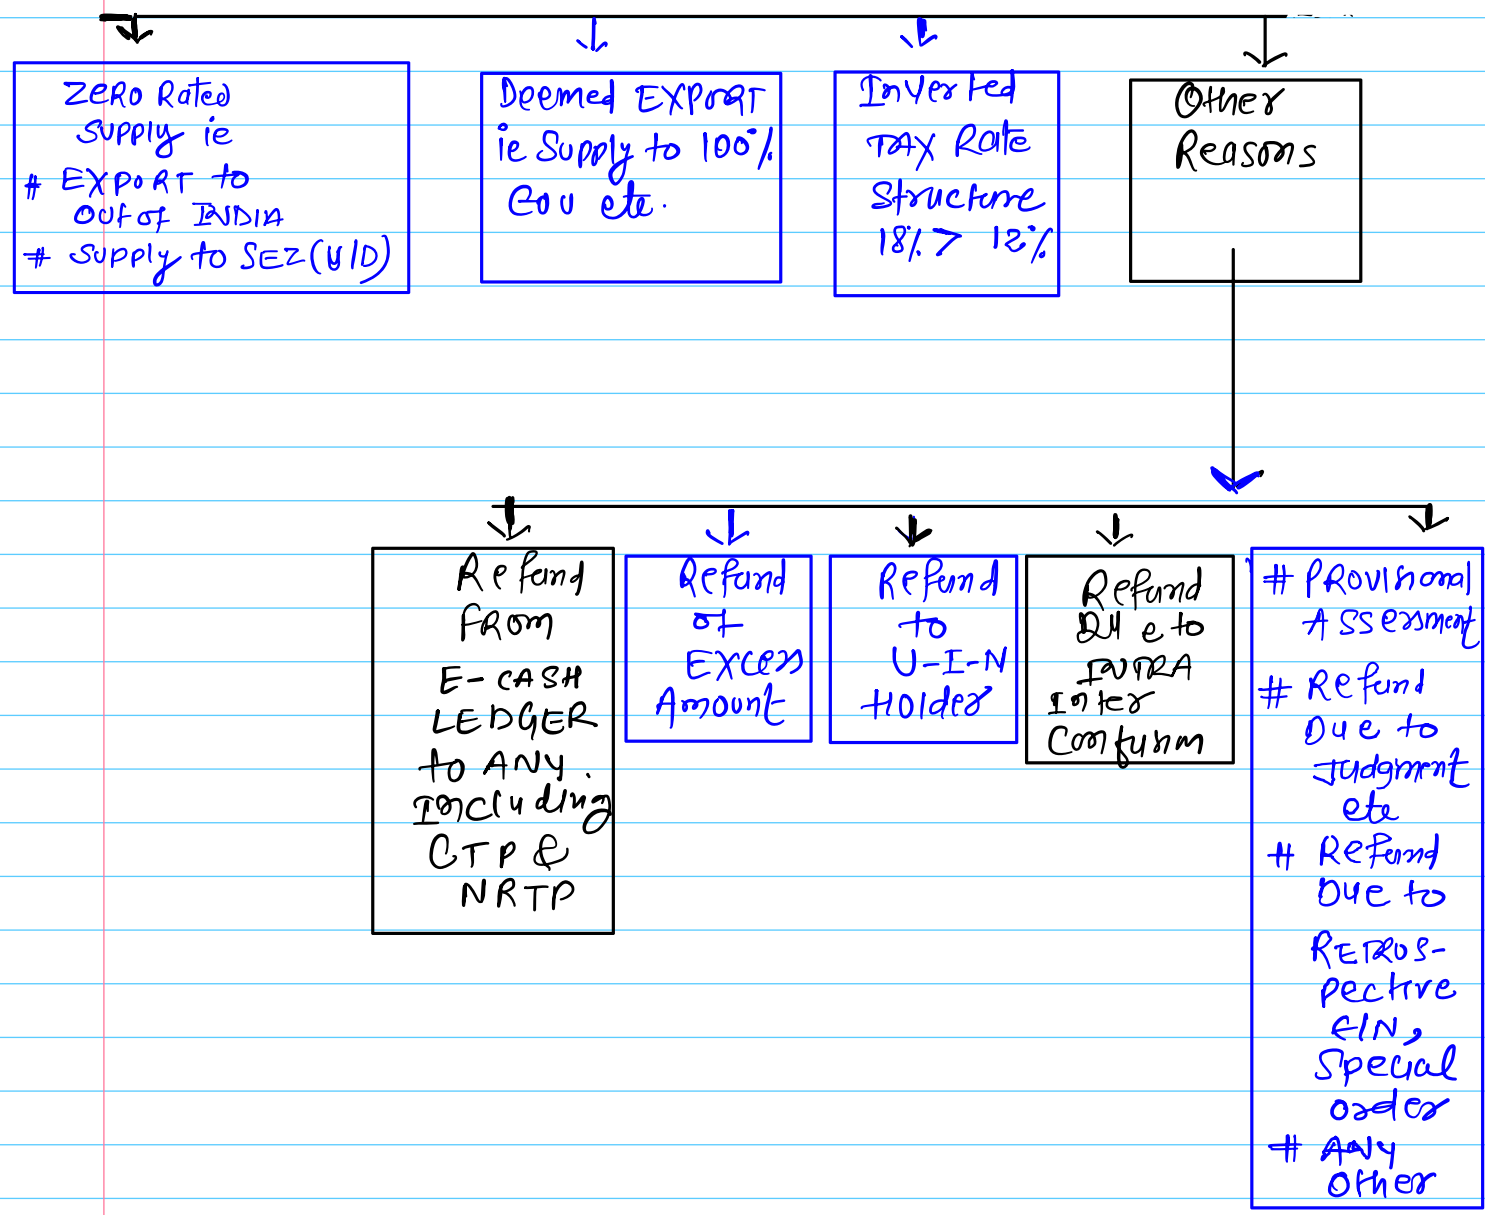 Zero Rated
Supply ie
# Export to
out of INDIA
# Supply to SEZ (U/D)
Deemed Export
ie Supply to 100%
EOU etc.
Inverted
TAX Rate
Structure
18% > 12%
Other
Reasons
Refund
From
E-CASH
LEDGER
to ANY.
Including
CTP &
NRTP
Refund
of
Excess
Amount
Refund
to
U-I-N
Holder
Refund
Due to
INTRA
Inter
Confusion
# Provisional
Assessment
# Refund
Due to
Judgment
etc
# Refund
Due to
Retros-
pective
E/N,
Special
order
# Any
Other